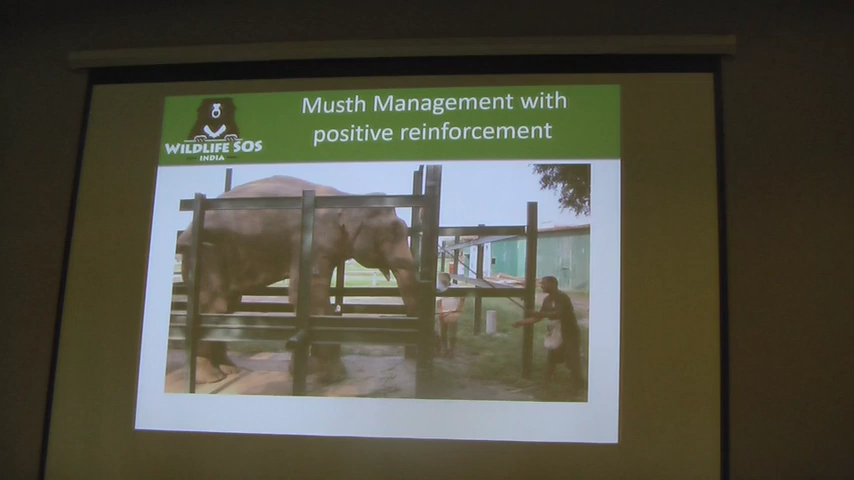 Musth Management with
positive reinforcement
WILDLIFE SOS
INDIA